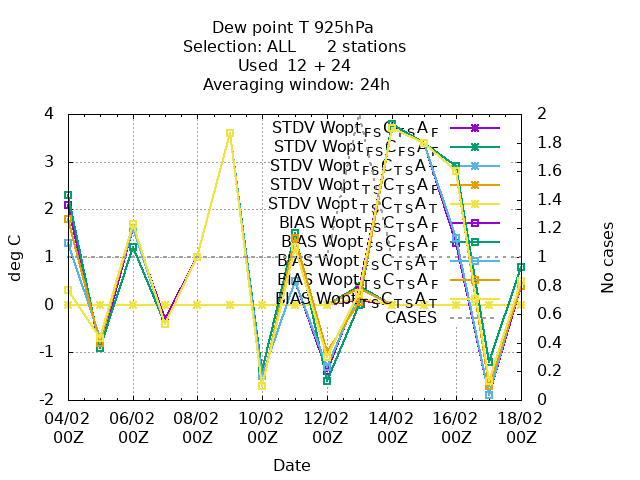 Dew point T 925hPa
Selection: ALL 2 stations
Used 12 + 24
Averaging window: 24h
4
3
2
1
0
-1
-2
deg C
2
1.8
1.6
1.4
1.2
1
0.8
0.6
0.4
0.2
0
No cases
STDV Wopt FS C TS A F
STDV Wopt FS C FS A T
STDV Wopt FS C TS A T
STDV Wopt TS C TS A F
STDV Wopt TS C TS A T
BIAS Wopt FS C TS A F
BIAS Wopt FS C FS A T
BIAS Wopt FS C TS A T
BIAS Wopt TS C TS A F
BIAS Wopt TS C TS A T
CASES
04/02 06/02 08/02 10/02 12/02 14/02 16/02 18/02
00Z 00Z 00Z 00Z 00Z 00Z 00Z 00Z
Date